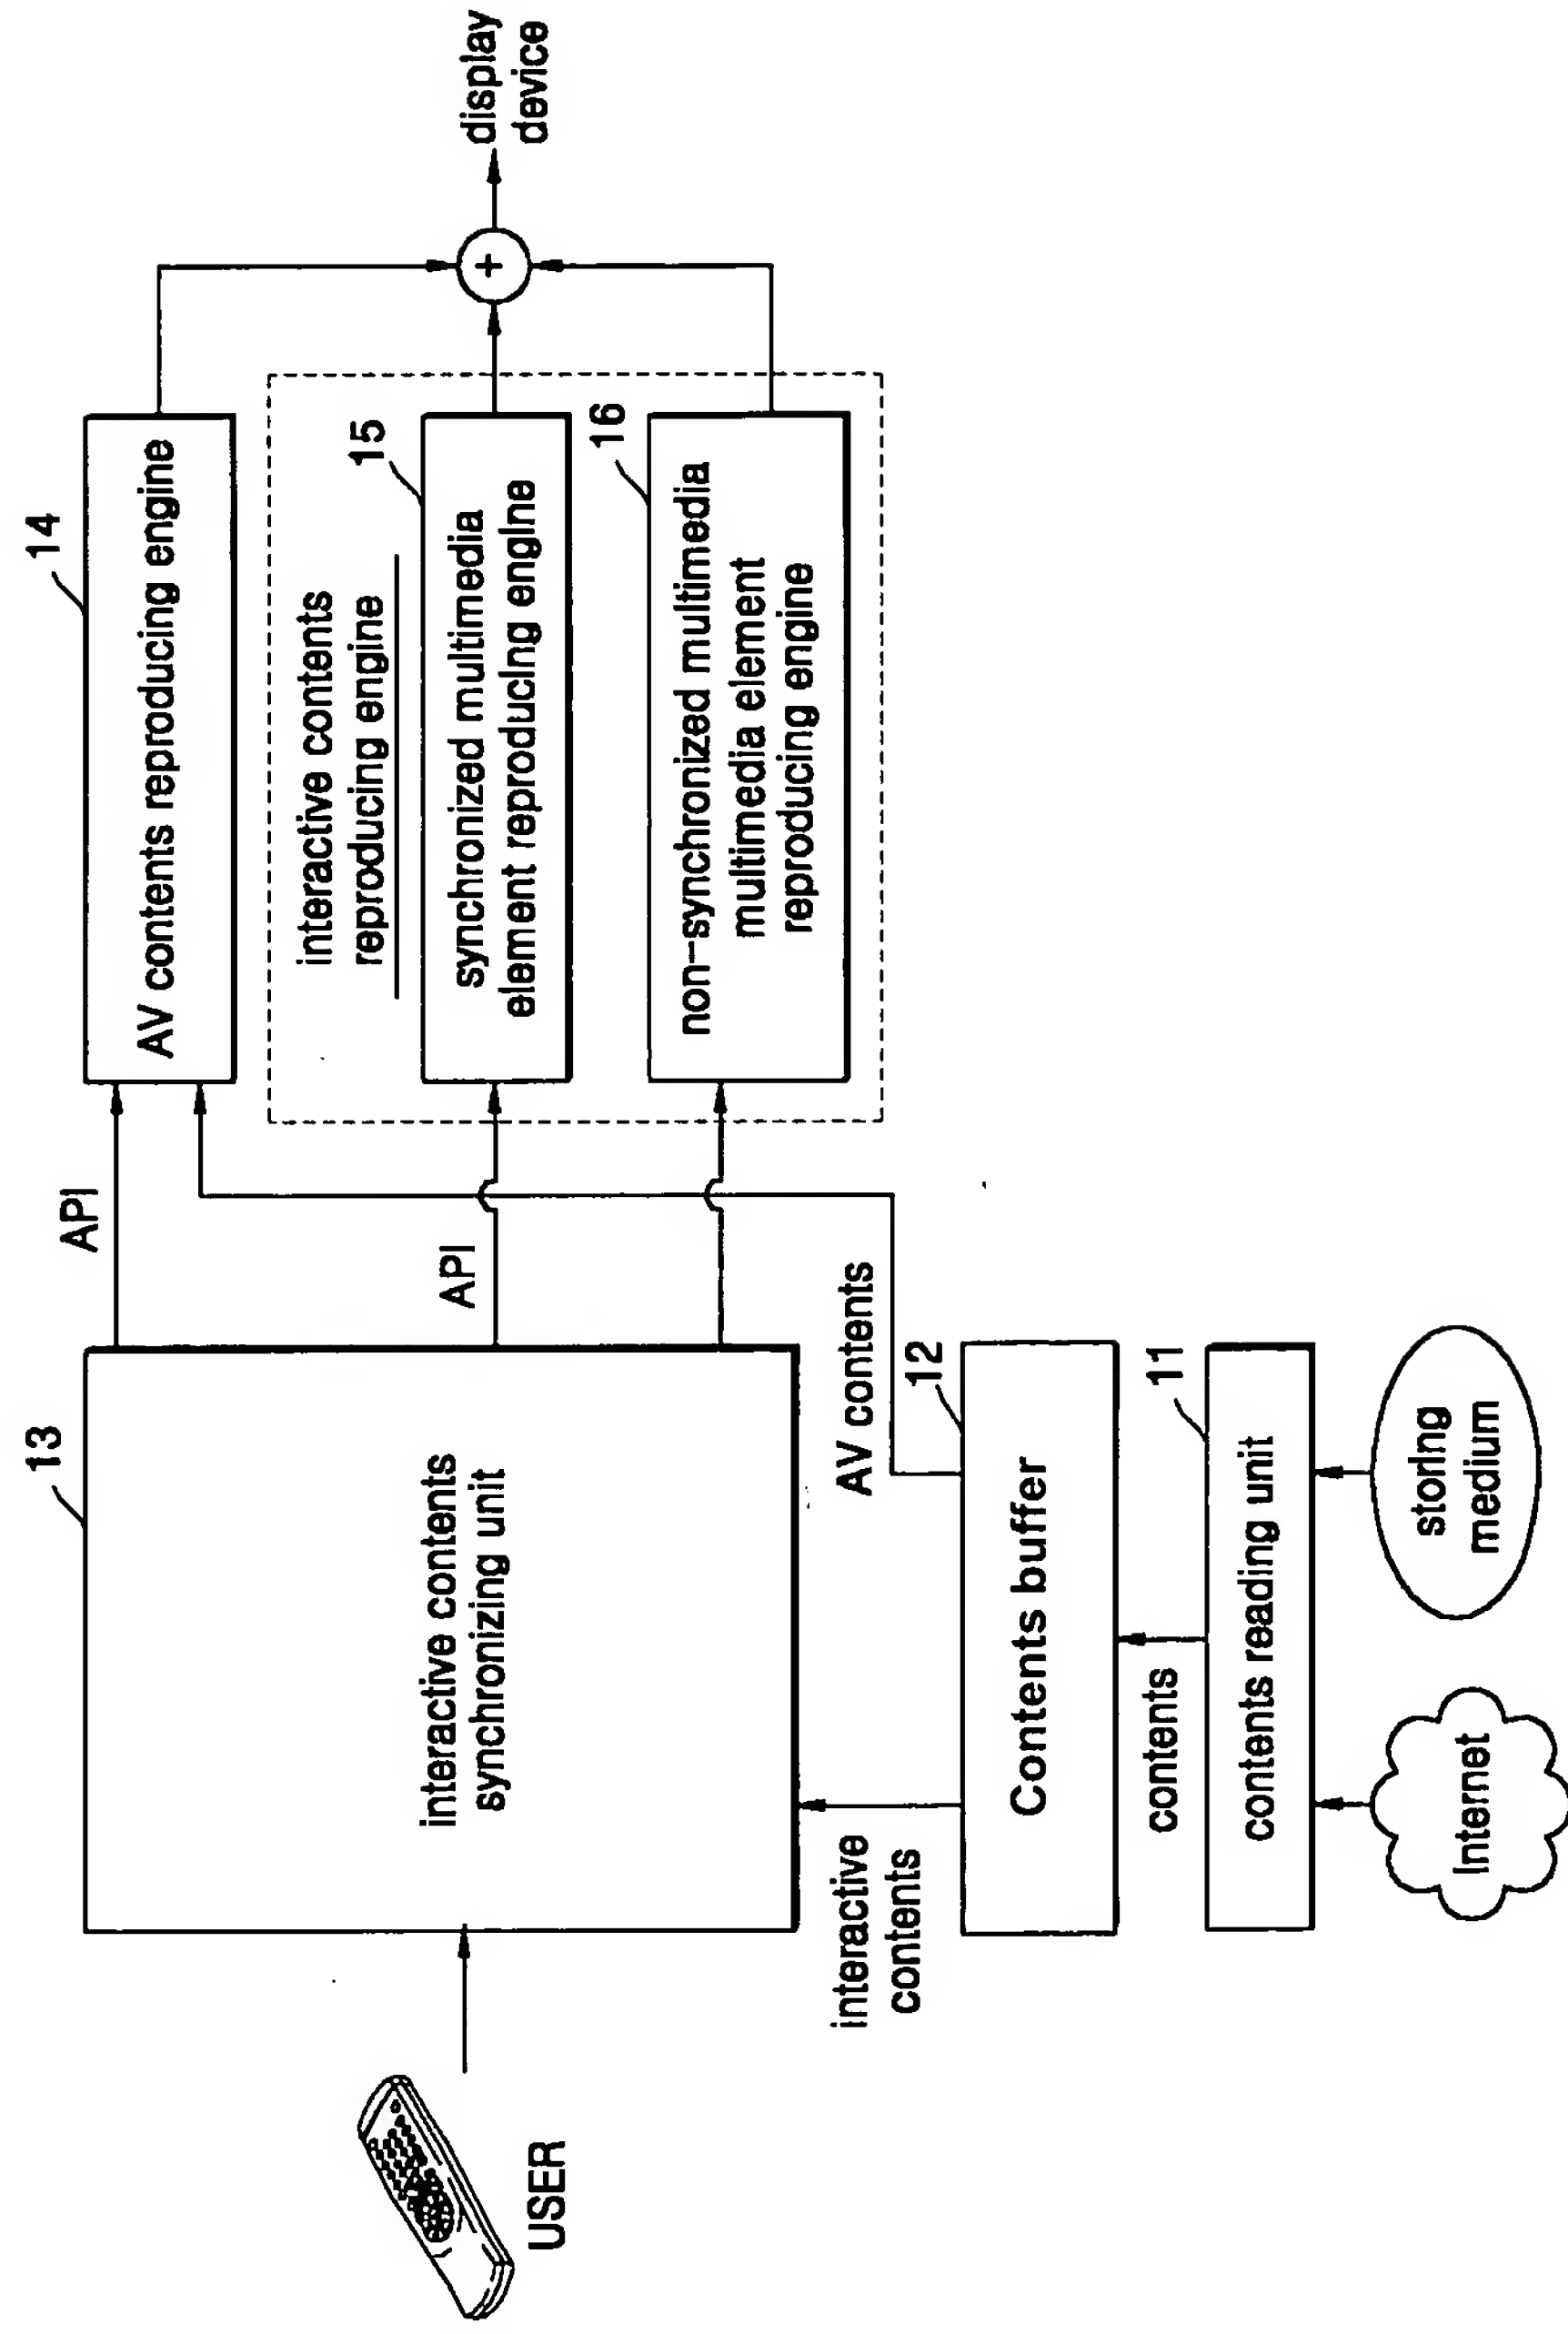 13
interactive contents
synchronizing unit
USER
API
API
14
AV contents reproducing engine
interactive contents
reproducing engine
15
synchronized multimedia
element reproducing engine
16
non-synchronized multimedia
multimedia element
reproducing engine
+
display
device
interactive
contents
AV contents
12
Contents buffer
contents
11
contents reading unit
Internet
storing
medium